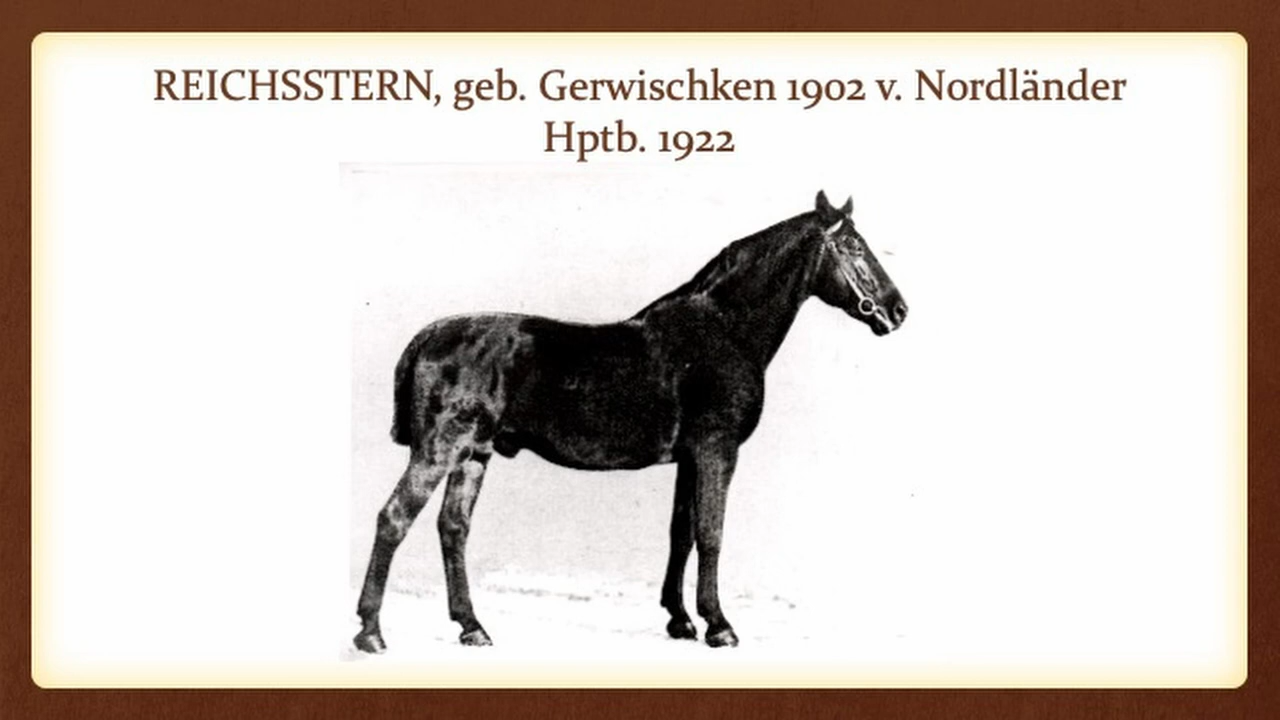 REICHSSTERN, geb. Gerwischken 1902 v. Nordländer
Hptb. 1922